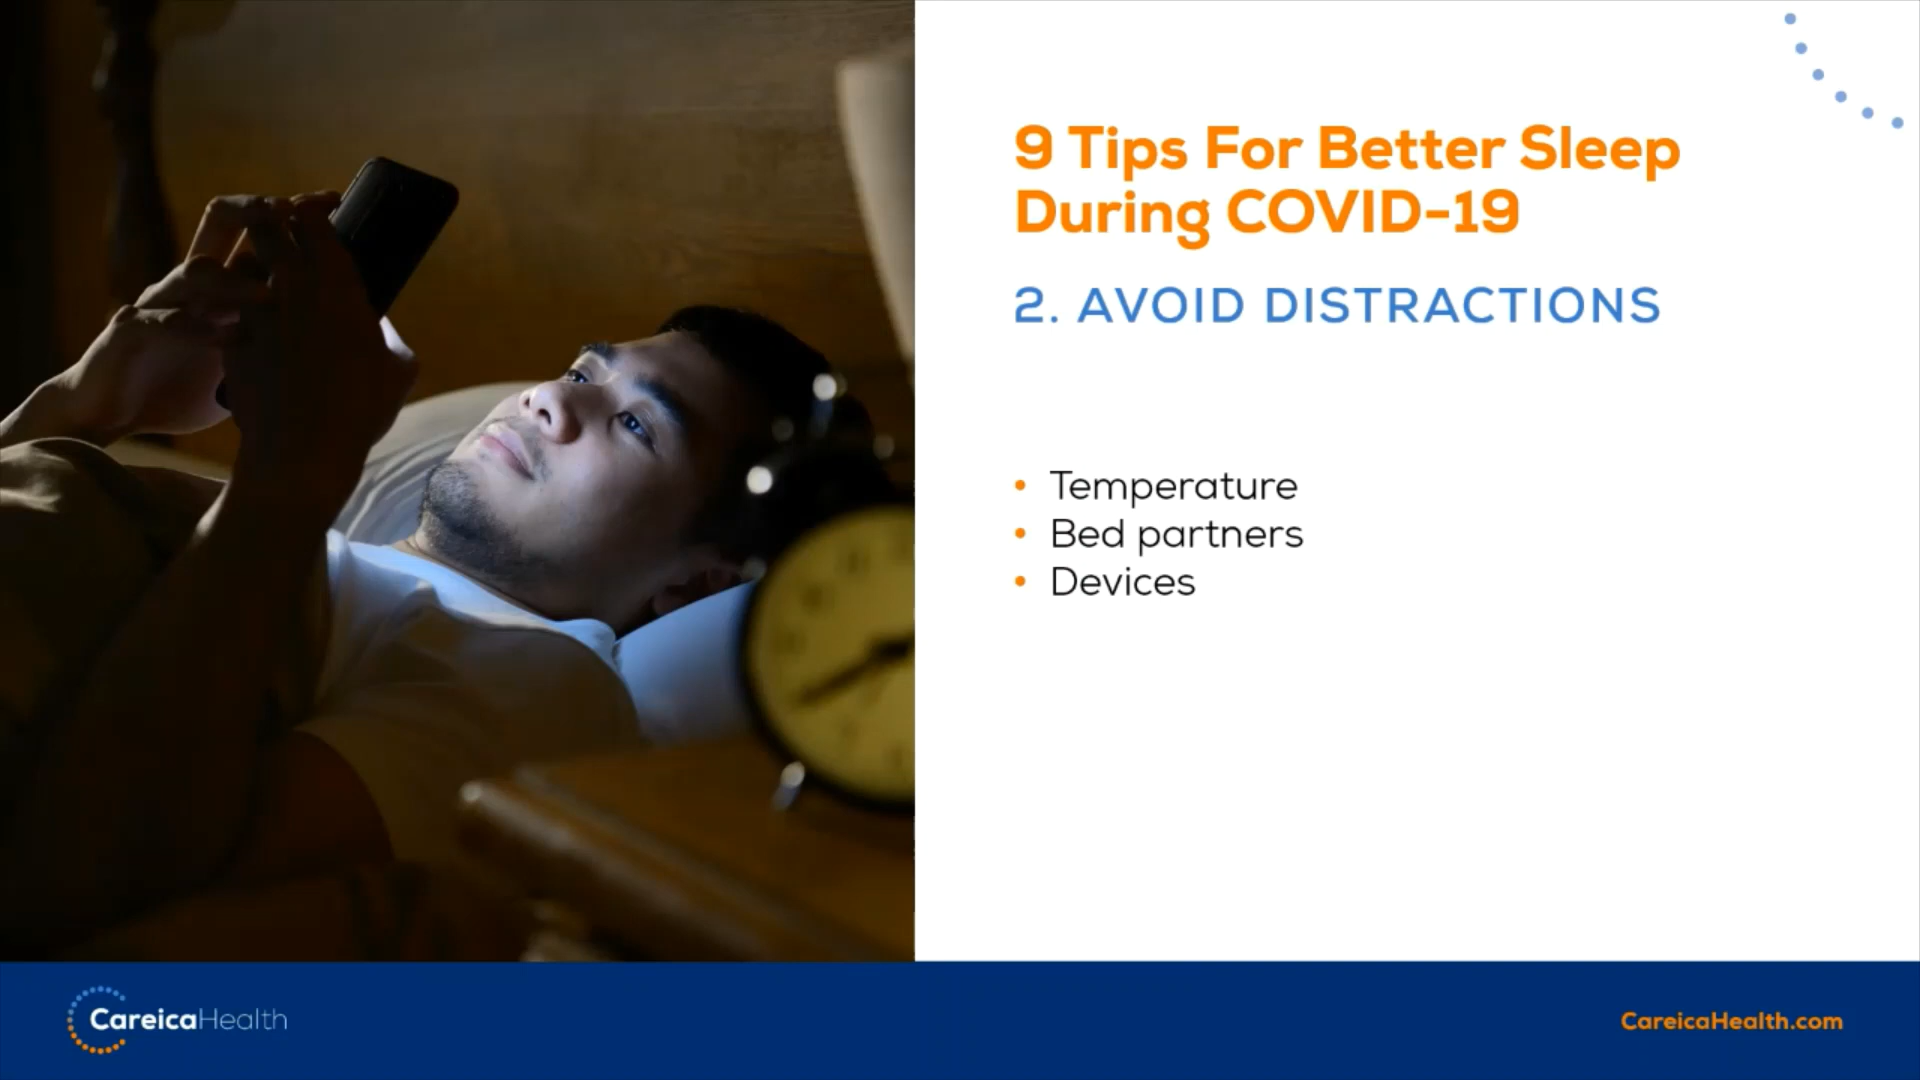 9 Tips For Better Sleep
During COVID-19
2. AVOID DISTRACTIONS
• Temperature
• Bed partners
• Devices
CareicaHealth
CareicaHealth.com